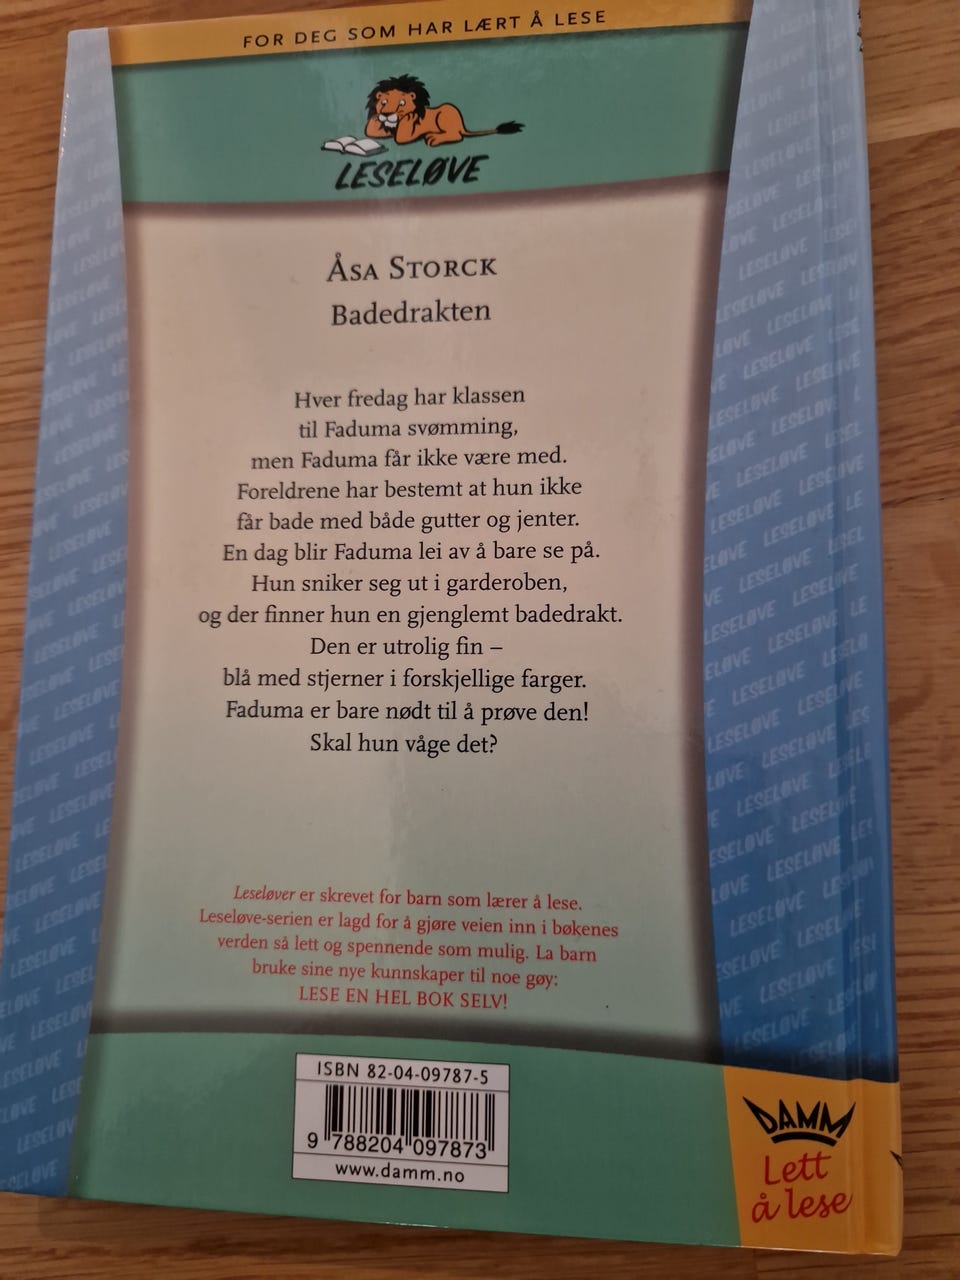 FOR DEG SOM HAR LÆRT Å LESE
LESELØVE
ÅSA STORCK
Badedrakten
Hver fredag har klassen
til Faduma svømming,
men Faduma får ikke være med.
Foreldrene har bestemt at hun ikke
får bade med både gutter og jenter.
En dag blir Faduma lei av å bare se på.
Hun sniker seg ut i garderoben,
og der finner hun en gjenglemt badedrakt.
Den er utrolig fin –
blå med stjerner i forskjellige farger.
Faduma er bare nødt til å prøve den!
Skal hun våge det?
Leseløver er skrevet for barn som lærer å lese.
Leseløve-serien er lagd for å gjøre veien inn i bøkenes
verden så lett og spennende som mulig. La barn
bruke sine nye kunnskaper til noe gøy:
LESE EN HEL BOK SELV!
ISBN 82-04-09787-5
9 788204 097873
www.damm.no
DAMM
Lett
å lese